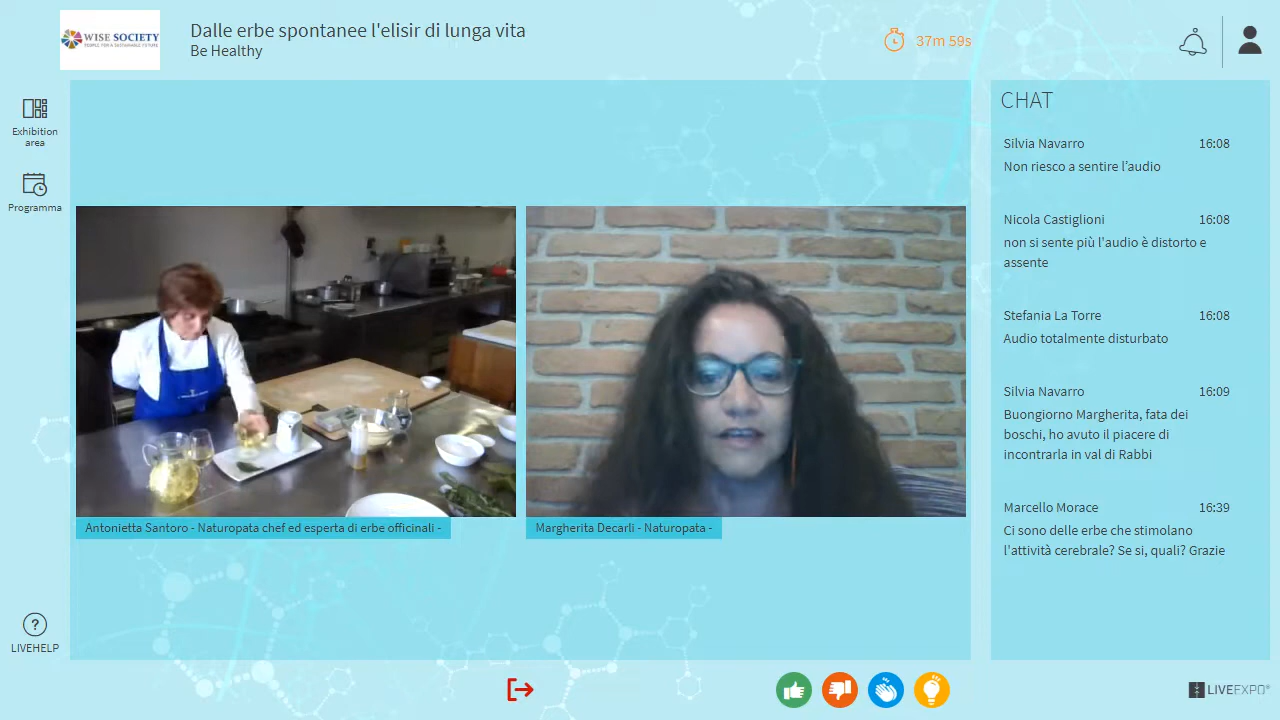 WISE SOCIETY
PEOPLE FOR A SUSTAINABLE FUTURE
Dalle erbe spontanee l'elisir di lunga vita
Be Healthy
37m 59s
Exhibition
area
Programma
Antonietta Santoro - Naturopata chef ed esperta di erbe officinali -
Margherita Decarli - Naturopata -
CHAT
Silvia Navarro 16:08
Non riesco a sentire l’audio
Nicola Castiglioni 16:08
non si sente più l'audio è distorto e
assente
Stefania La Torre 16:08
Audio totalmente disturbato
Silvia Navarro 16:09
Buongiorno Margherita, fata dei
boschi, ho avuto il piacere di
incontrarla in val di Rabbi
Marcello Morace 16:39
Ci sono delle erbe che stimolano
l'attività cerebrale? Se si, quali? Grazie
?
LIVEHELP
LIVEEXPO®